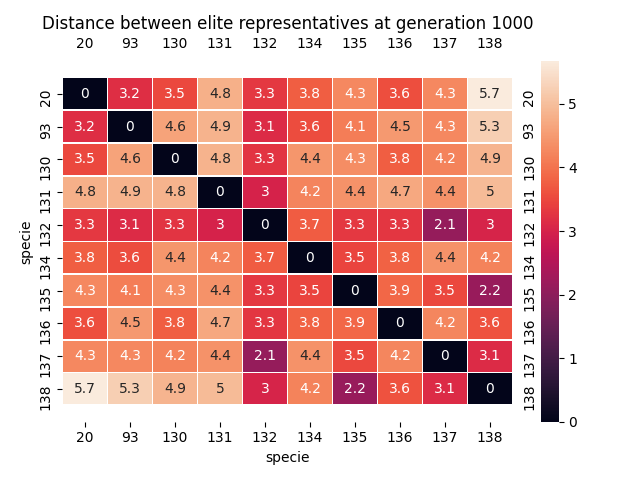 Distance between elite representatives at generation 1000
20 93 130 131 132 134 135 136 137 138
20 0 3.2 3.5 4.8 3.3 3.8 4.3 3.6 4.3 5.7 20
93 3.2 0 4.6 4.9 3.1 3.6 4.1 4.5 4.3 5.3 93
130 3.5 4.6 0 4.8 3.3 4.4 4.3 3.8 4.2 4.9 130
131 4.8 4.9 4.8 0 3 4.2 4.4 4.7 4.4 5 131
132 3.3 3.1 3.3 3 0 3.7 3.3 3.3 2.1 3 132
134 3.8 3.6 4.4 4.2 3.7 0 3.5 3.8 4.4 4.2 134
135 4.3 4.1 4.3 4.4 3.3 3.5 0 3.9 3.5 2.2 135
136 3.6 4.5 3.8 4.7 3.3 3.8 3.9 0 4.2 3.6 136
137 4.3 4.3 4.2 4.4 2.1 4.4 3.5 4.2 0 3.1 137
138 5.7 5.3 4.9 5 3 4.2 2.2 3.6 3.1 0 138
20 93 130 131 132 134 135 136 137 138
specie
specie
5
4
3
2
1
0